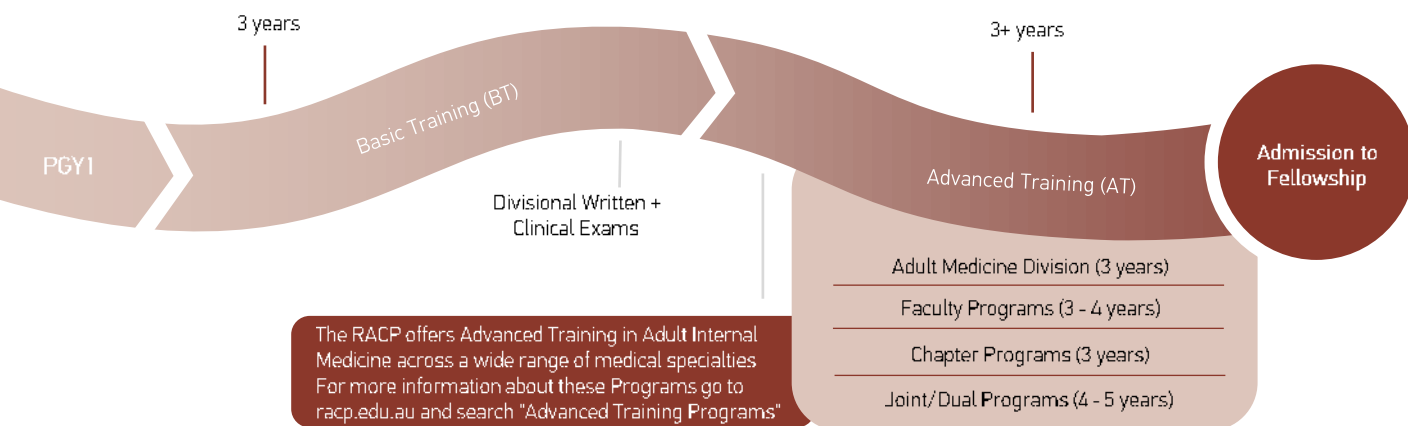 3 years
3+ years
PGY1
Basic Training (BT)
Divisional Written +
Clinical Exams
Advanced Training (AT)
Admission to
Fellowship
The RACP offers Advanced Training in Adult Internal
Medicine across a wide range of medical specialties
For more information about these Programs go to
racp.edu.au and search "Advanced Training Programs"
Adult Medicine Division (3 years)
Faculty Programs (3 - 4 years)
Chapter Programs (3 years)
Joint/Dual Programs (4 - 5 years)